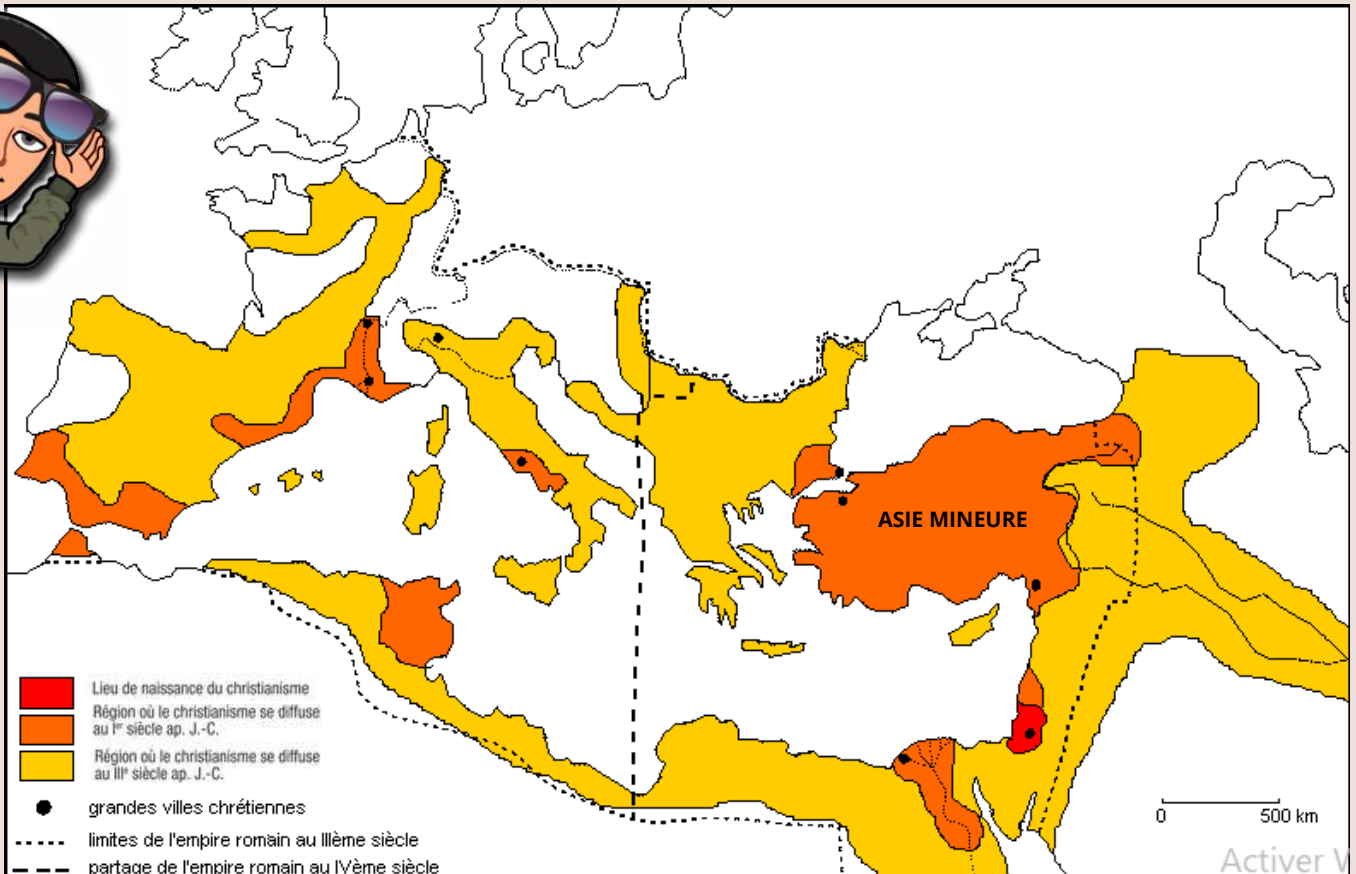 ASIE MINEURE
Lieu de naissance du christianisme
Région où le christianisme se diffuse
au Iᵉʳ siècle ap. J.-C.
Région où le christianisme se diffuse
au IIIᵉ siècle ap. J.-C.
grandes villes chrétiennes
limites de l'empire romain au IIIème siècle
partage de l'empire romain au IVème siècle
0 500 km
Activer